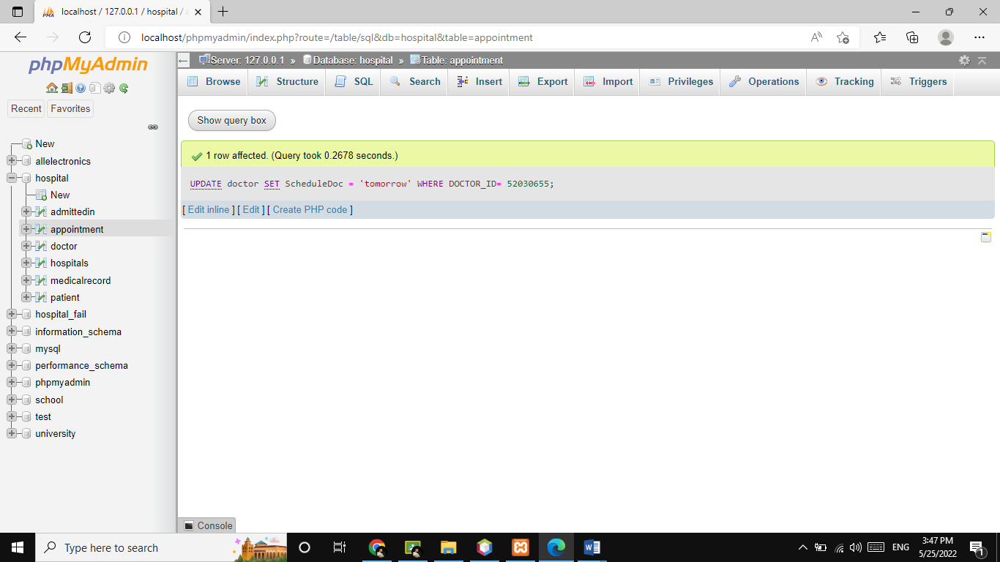 localhost / 127.0.0.1 / hospital /
localhost/phpmyadmin/index.php?route=/table/sql&db=hospital&table=appointment
phpMyAdmin
Recent Favorites
New
allelectronics
hospital
New
admittedin
appointment
doctor
hospitals
medicalrecord
patient
hospital_fail
information_schema
mysql
performance_schema
phpmyadmin
school
test
university
Server: 127.0.0.1 » Database: hospital » Table: appointment
Browse Structure SQL Search Insert Export Import Privileges Operations Tracking Triggers
Show query box
1 row affected. (Query took 0.2678 seconds.)
UPDATE doctor SET ScheduleDoc = 'tomorrow' WHERE DOCTOR_ID= 52030655;
[ Edit inline ] [ Edit ] [ Create PHP code ]
Console
Type here to search
ENG
3:47 PM
5/25/2022
1